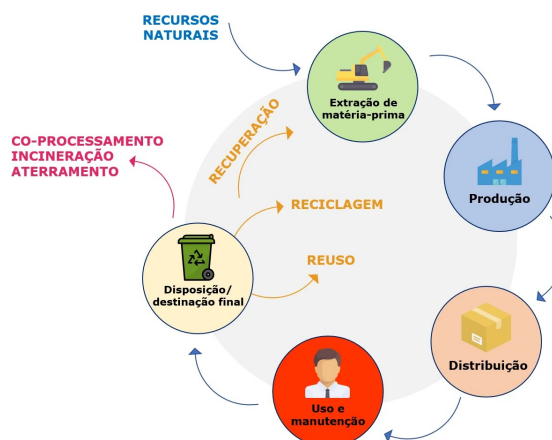 RECURSOS
NATURAIS
Extração de
matéria-prima
Produção
Distribuição
Uso e
manutenção
Disposição/
destinação final
CO-PROCESSAMENTO
INCINERAÇÃO
ATERRAMENTO
RECUPERAÇÃO
RECICLAGEM
REUSO